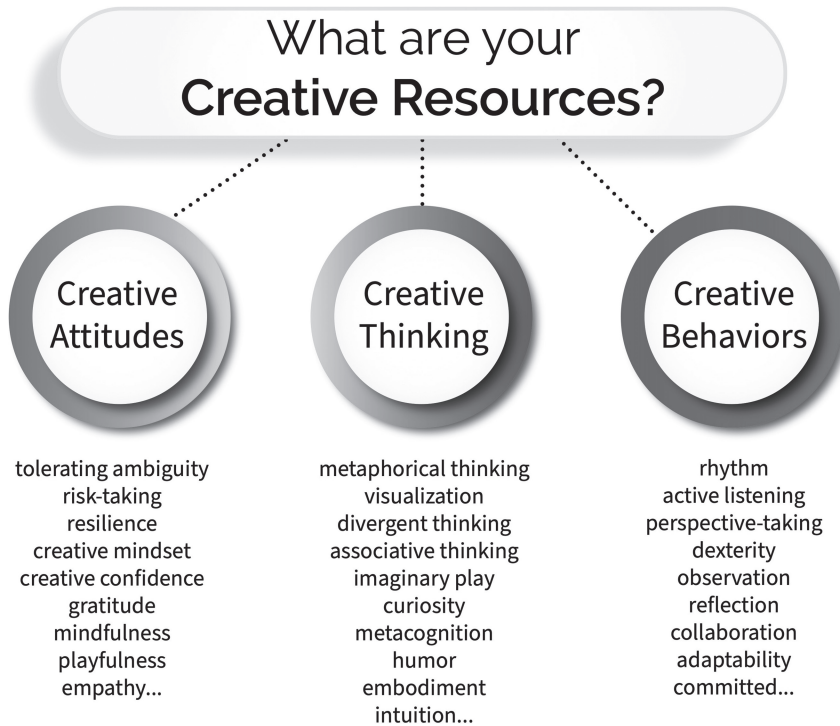 What are your
Creative Resources?
Creative
Attitudes
tolerating ambiguity
risk-taking
resilience
creative mindset
creative confidence
gratitude
mindfulness
playfulness
empathy...
Creative
Thinking
metaphorical thinking
visualization
divergent thinking
associative thinking
imaginary play
curiosity
metacognition
humor
embodiment
intuition...
Creative
Behaviors
rhythm
active listening
perspective-taking
dexterity
observation
reflection
collaboration
adaptability
committed...